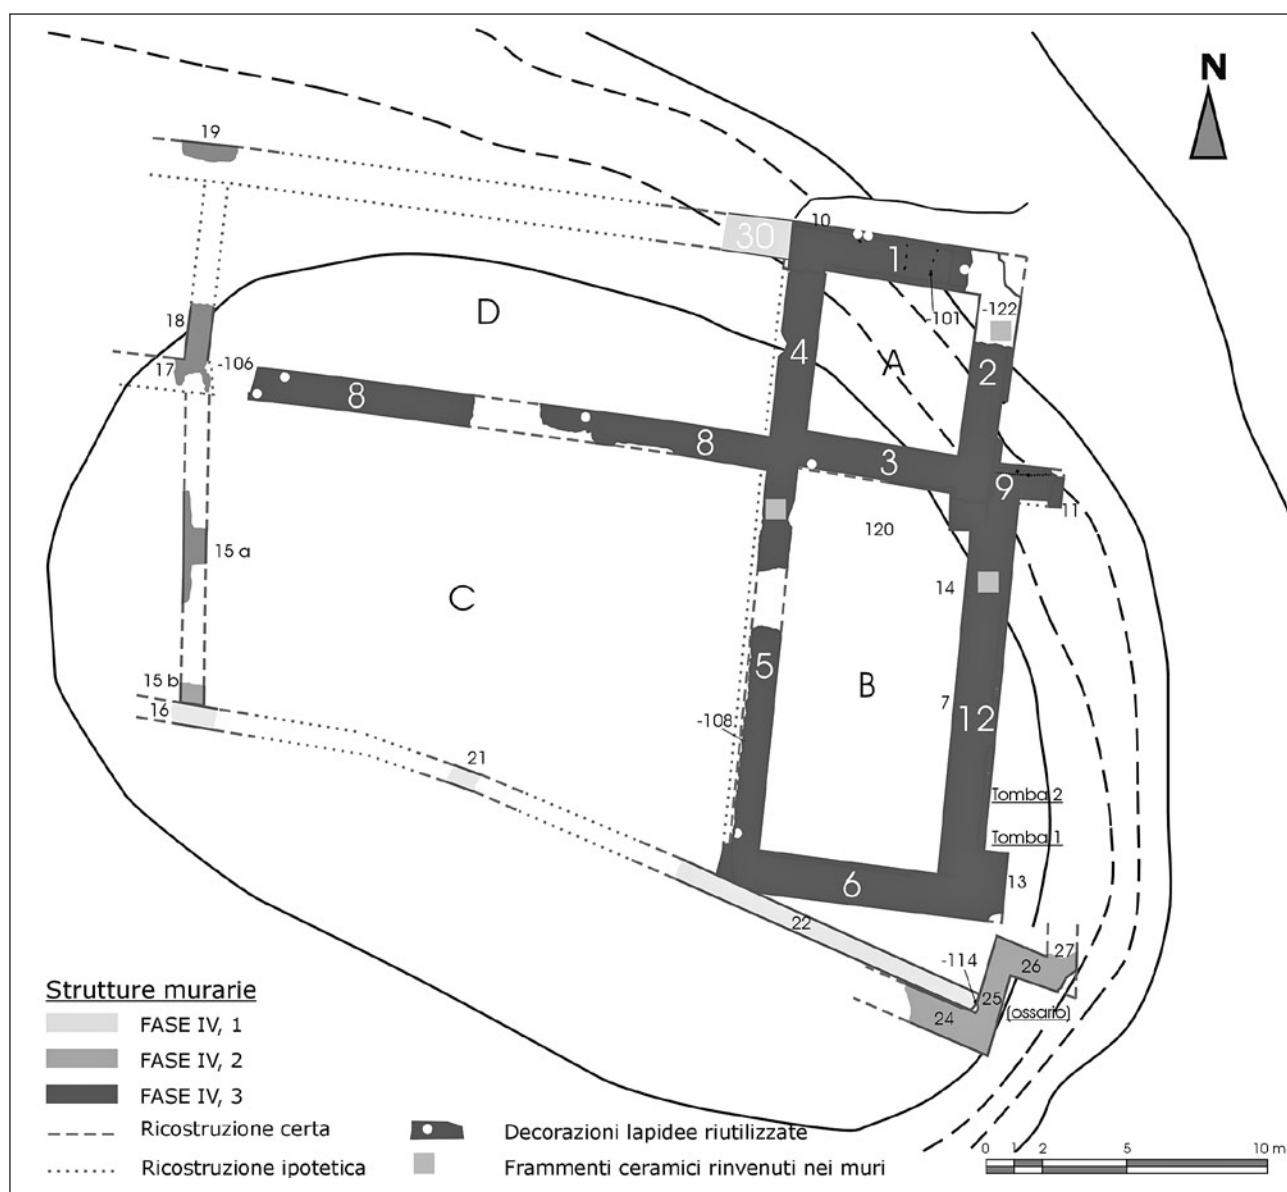 N
19
10
30
1
-101
-122
D
18
17
-106
4
A
2
8
8
3
9
11
120
15 a
C
14
5
B
15 b
16
-108
7
12
21
Tomba 2
Tomba 1
6
13
22
-114
26
27
25
24
(ossario)
Strutture murarie
FASE IV, 1
FASE IV, 2
FASE IV, 3
Ricostruzione certa
Ricostruzione ipotetica
Decorazioni lapidee riutilizzate
Frammenti ceramici rinvenuti nei muri
0 1 2 5 10 m